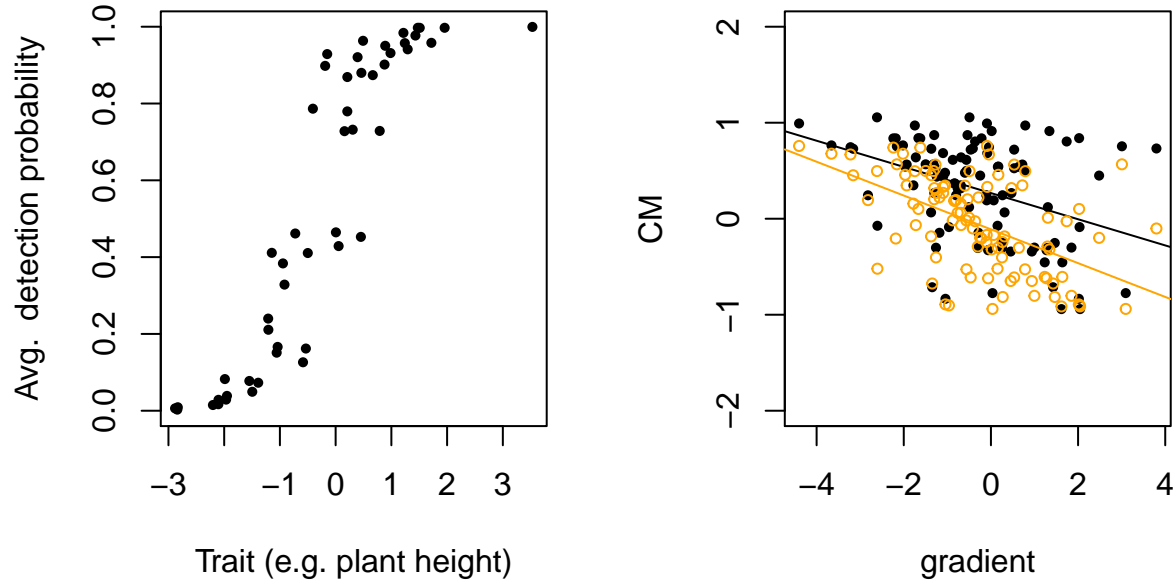 Avg.  detection probability
0.0 0.2 0.4 0.6 0.8 1.0
−3 −1 0 1 2 3
Trait (e.g. plant height)
CM
−2 −1 0 1 2
−4 −2 0 2 4
gradient